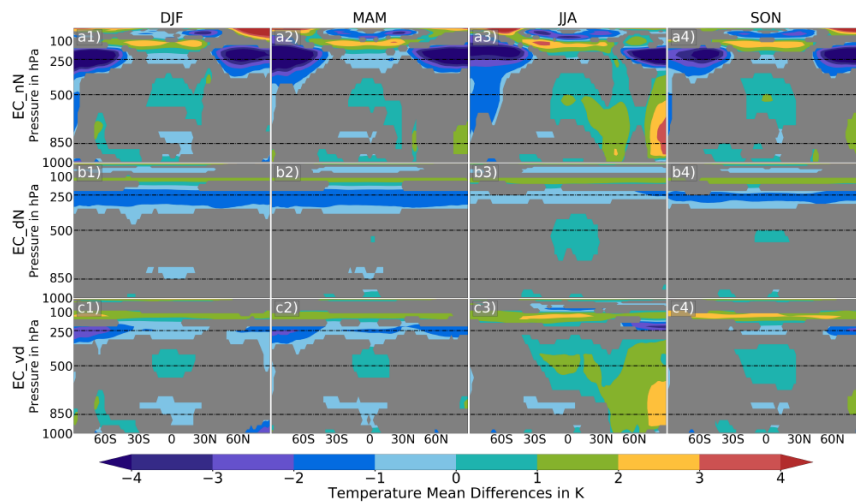 DJF MAM JJA SON
a1) a2) a3) a4)
EC_nN
Pressure in hPa
100
250
500
850
1000
b1) b2) b3) b4)
EC_dN
Pressure in hPa
100
250
500
850
1000
c1) c2) c3) c4)
EC_vd
Pressure in hPa
100
250
500
850
1000
60S 30S 0 30N 60N 60S 30S 0 30N 60N 60S 30S 0 30N 60N 60S 30S 0 30N 60N
−4 −3 −2 −1 0 1 2 3 4
Temperature Mean Differences in K